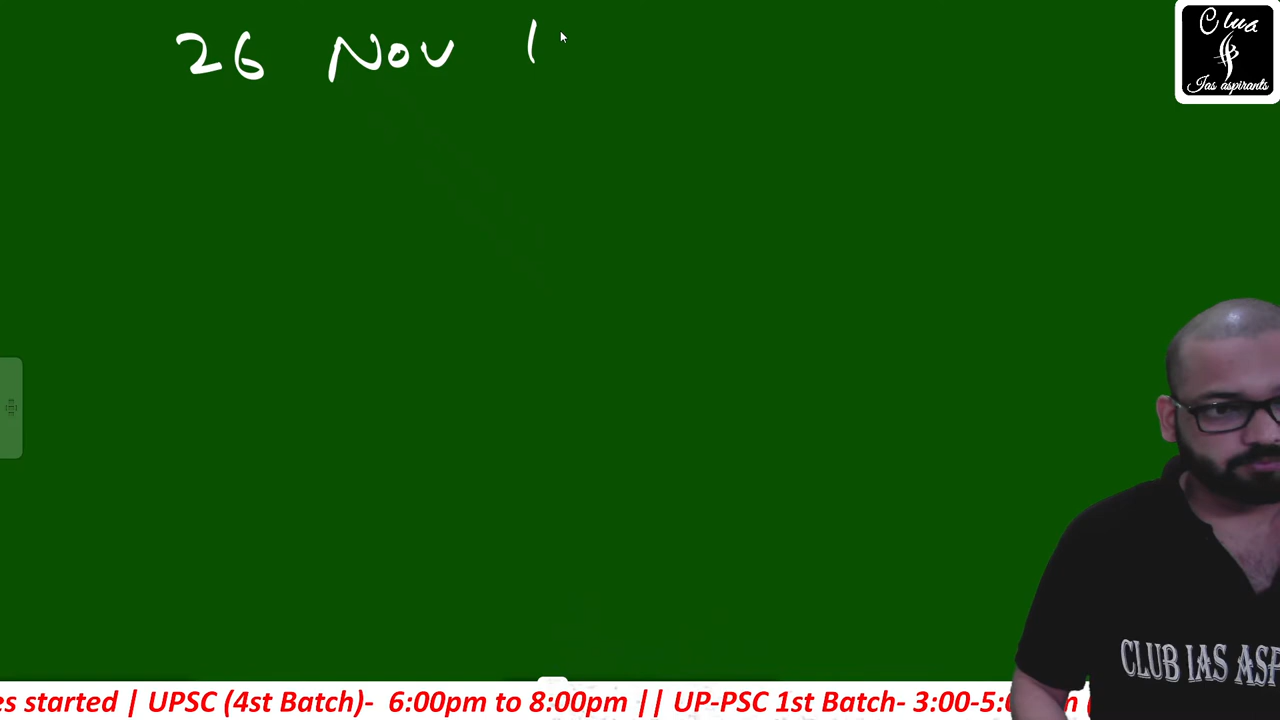 26 Nov 1
Club
Ias aspirants
CLUB IAS ASP
es started | UPSC (4st Batch)- 6:00pm to 8:00pm || UP-PSC 1st Batch- 3:00-5:0